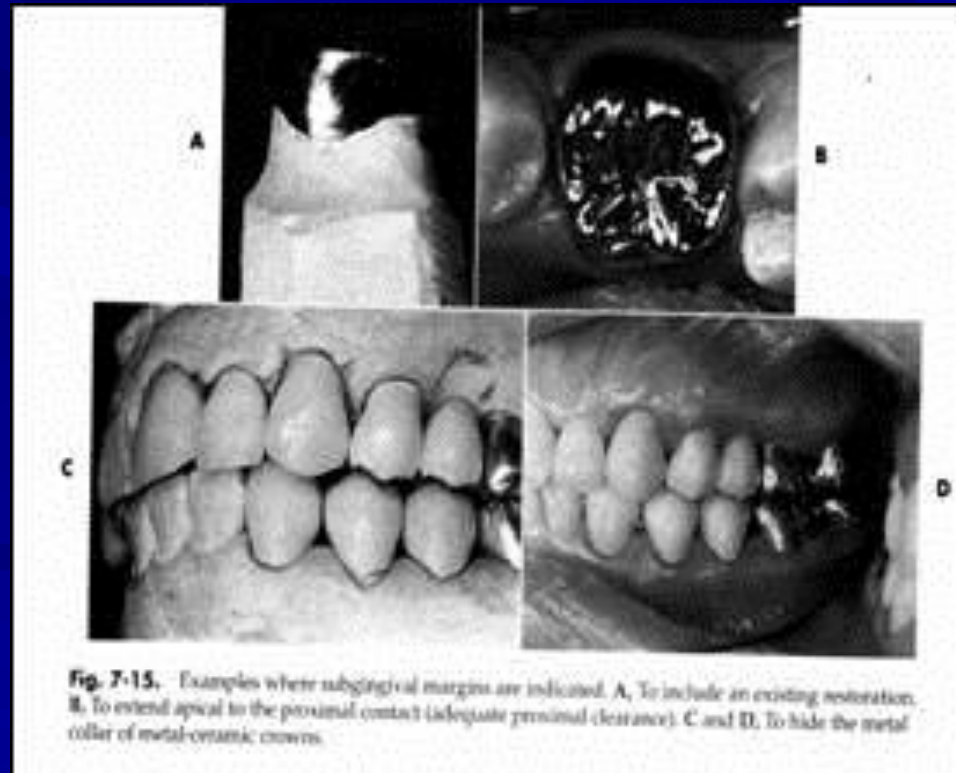 A
B
C
D
Fig. 7-15. Examples where subgingival margins are indicated. A, To include an existing restoration.
B, To extend apical to the proximal contact (adequate proximal clearance). C and D, To hide the metal
collar of metal-ceramic crowns.